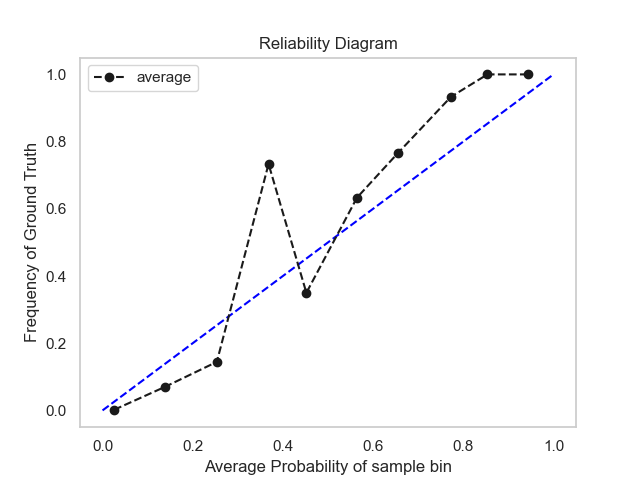 Reliability Diagram
average
Frequency of Ground Truth
1.0
0.8
0.6
0.4
0.2
0.0
0.0 0.2 0.4 0.6 0.8 1.0
Average Probability of sample bin